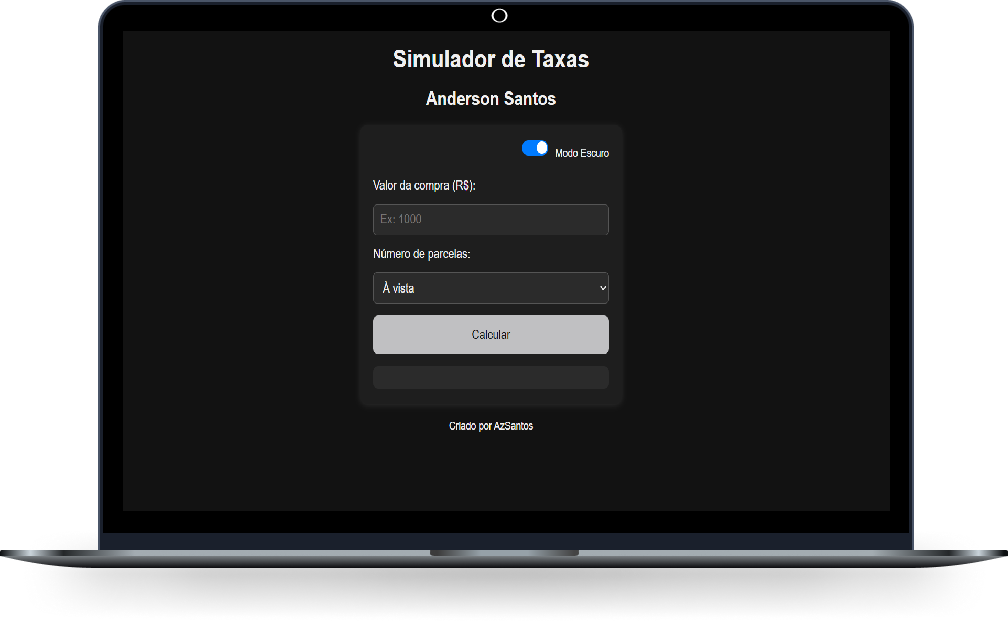 Simulador de Taxas
Anderson Santos
Modo Escuro
Valor da compra (R$):
Ex: 1000
Número de parcelas:
À vista
Calcular
Criado por AzSantos